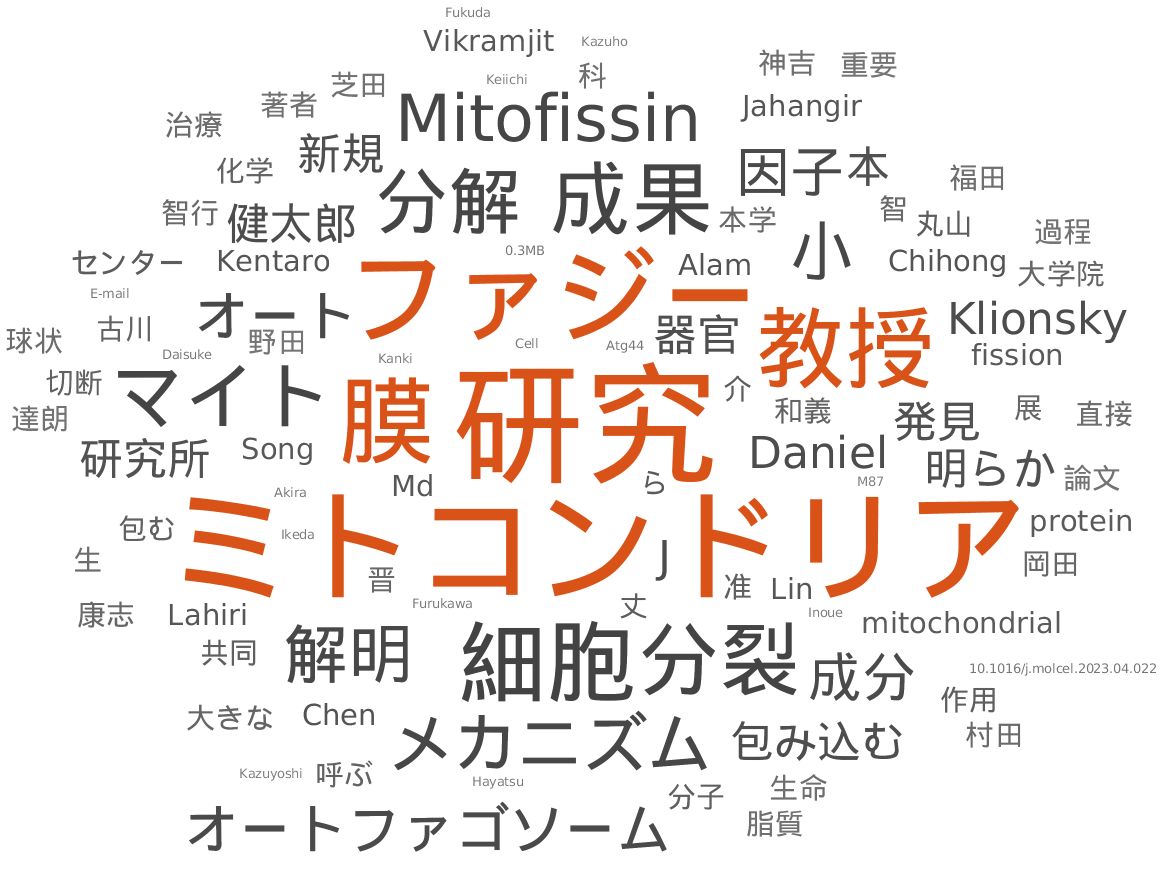 Fukuda
Vikramjit
Kazuho
神吉
重要
科
Keiichi
芝田
著者
Mitofissin
Jahangir
治療
新規
化学
分解
成果
因子
本
福田
智行
健太郎
本学
智
丸山
過程
センター
Kentaro
ファジー
0.3MB
Alam
小
Chihong
大学院
E-mail
オート
古川
球状
野田
Daisuke
Kanki
Cell
Atg44
器官
教授
Klionsky
fission
切断
マイト
膜
研究
介
和義
発見
展
直接
達朗
研究所
Song
Md
ら
Daniel
明らか
論文
M87
Akira
包む
Ikeda
ミトコンドリア
protein
生
晋
J
准
Lin
岡田
康志
Lahiri
Furukawa
丈
Inoue
mitochondrial
共同
解明
細胞
分裂
成分
10.1016/j.molcel.2023.04.022
作用
大きな
Chen
メカニズム
包み込む
村田
Kazuyoshi
呼ぶ
Hayatsu
分子
生命
オートファゴソーム
脂質